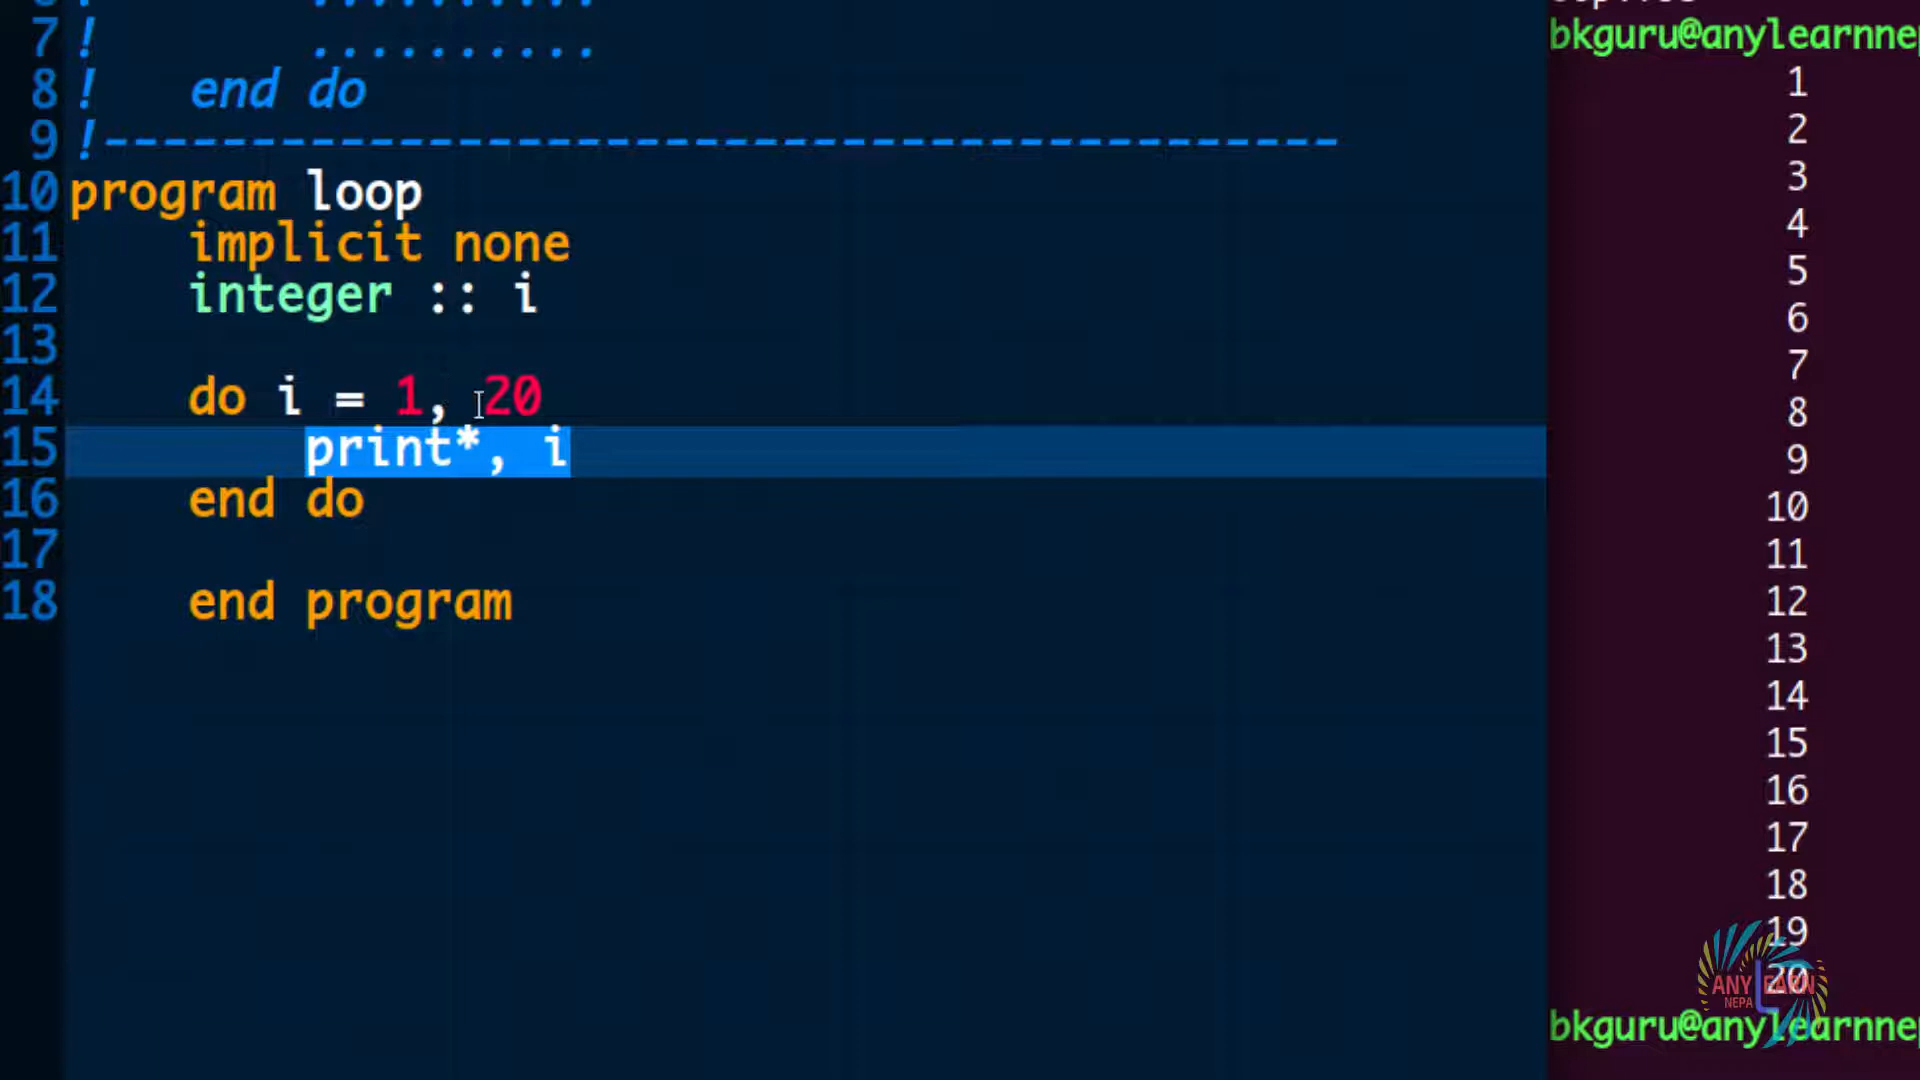 7 ! ..........
8 ! end do
9 !------------------------------------------
10 program loop
11 implicit none
12 integer :: i
13
14 do i = 1, 20
15 print*, i
16 end do
17
18 end program
bkguru@anylearnne
1
2
3
4
5
6
7
8
9
10
11
12
13
14
15
16
17
18
19
20
bkguru@anylearnne
ANY LEARN
NEPA